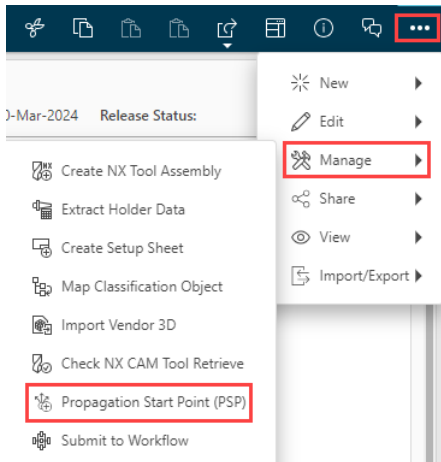 New
0-Mar-2024 Release Status:
Edit
Manage
Create NX Tool Assembly
Share
Extract Holder Data
View
Create Setup Sheet
Import/Export
Map Classification Object
Import Vendor 3D
Check NX CAM Tool Retrieve
Propagation Start Point (PSP)
Submit to Workflow